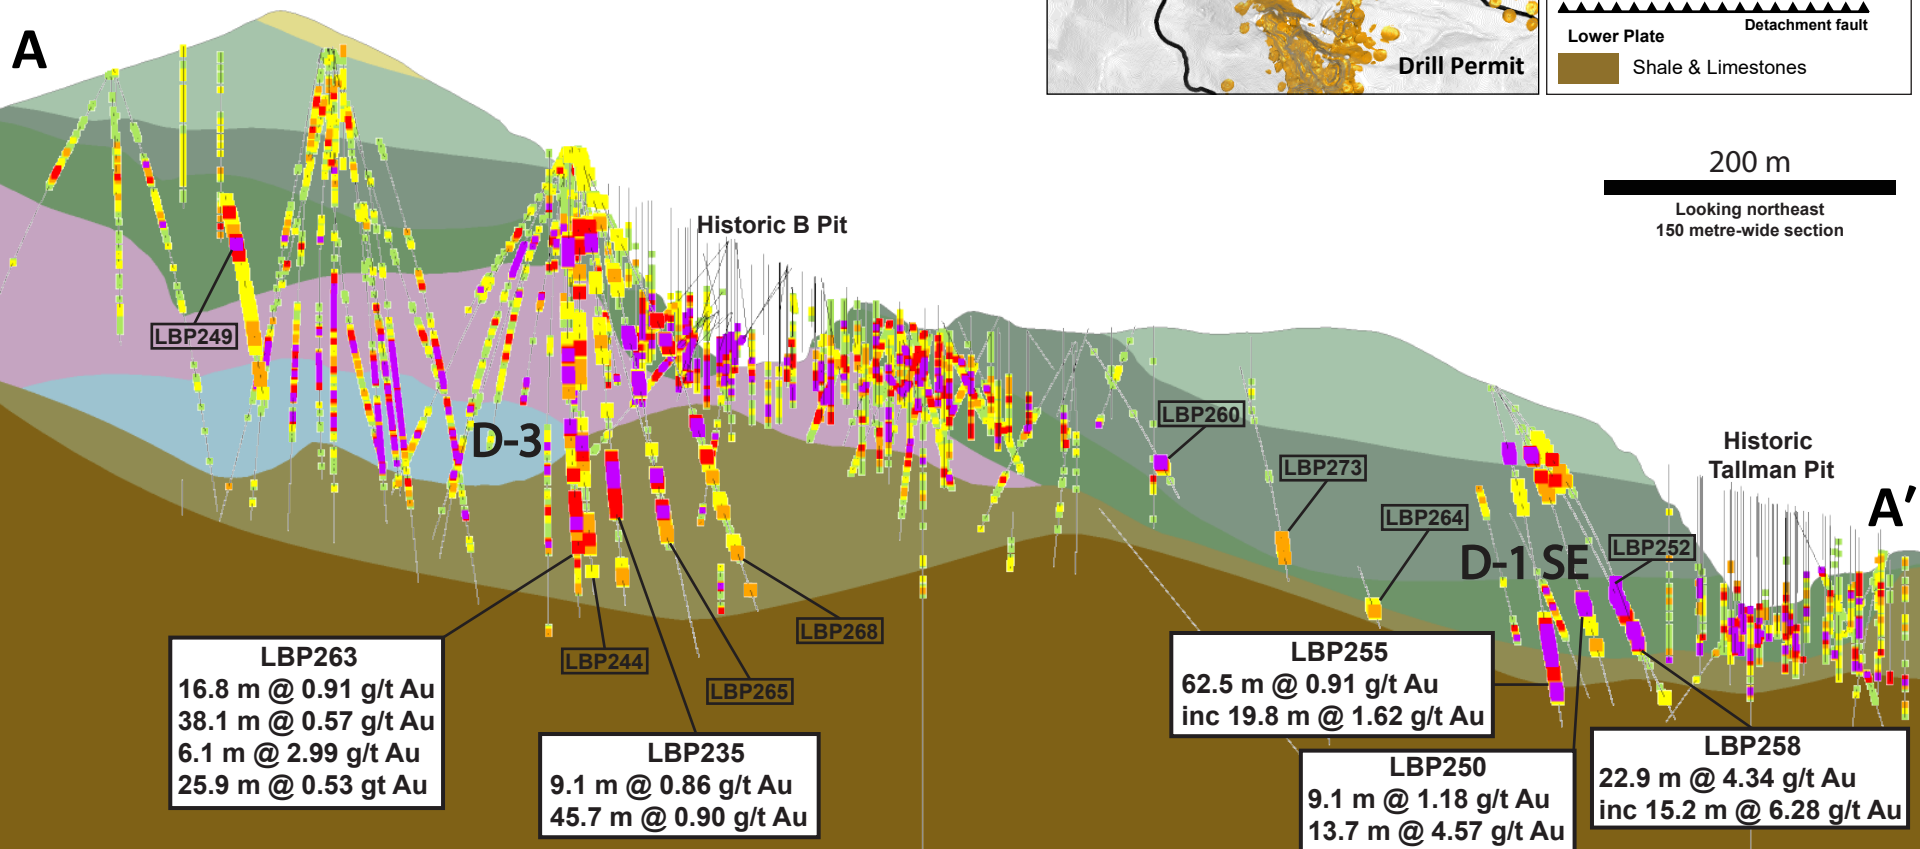 A
Drill Permit
Detachment fault
Lower Plate
Shale & Limestones
200 m
Looking northeast
150 metre-wide section
Historic B Pit
LBP249
D-3
LBP260
LBP273
LBP264
Historic
Tallman Pit
A'
D-1 SE
LBP252
LBP268
LBP244
LBP265
LBP263
16.8 m @ 0.91 g/t Au
38.1 m @ 0.57 g/t Au
6.1 m @ 2.99 g/t Au
25.9 m @ 0.53 gt Au
LBP235
9.1 m @ 0.86 g/t Au
45.7 m @ 0.90 g/t Au
LBP255
62.5 m @ 0.91 g/t Au
inc 19.8 m @ 1.62 g/t Au
LBP250
9.1 m @ 1.18 g/t Au
13.7 m @ 4.57 g/t Au
LBP258
22.9 m @ 4.34 g/t Au
inc 15.2 m @ 6.28 g/t Au